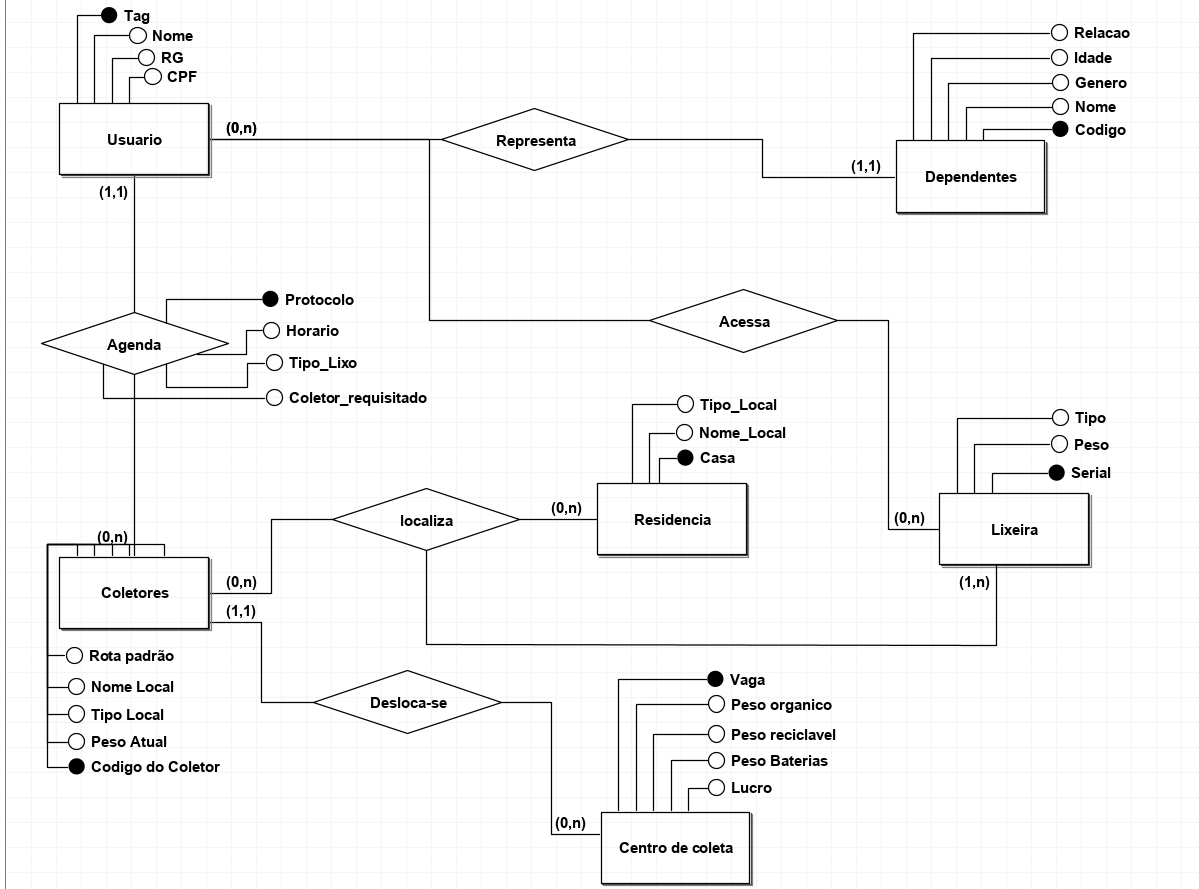 Tag
Nome
RG
CPF
Usuario
(0,n)
(1,1)
Representa
Relacao
Idade
Genero
Nome
Codigo
(1,1)
Dependentes
Agenda
Protocolo
Horario
Tipo_Lixo
Coletor_requisitado
Acessa
Tipo_Local
Nome_Local
Casa
(0,n)
Residencia
localiza
Tipo
Peso
Serial
(0,n)
Lixeira
(1,n)
(0,n)
Coletores
(0,n)
(1,1)
Rota padrão
Nome Local
Tipo Local
Peso Atual
Codigo do Coletor
Desloca-se
Vaga
Peso organico
Peso reciclavel
Peso Baterias
Lucro
(0,n)
Centro de coleta